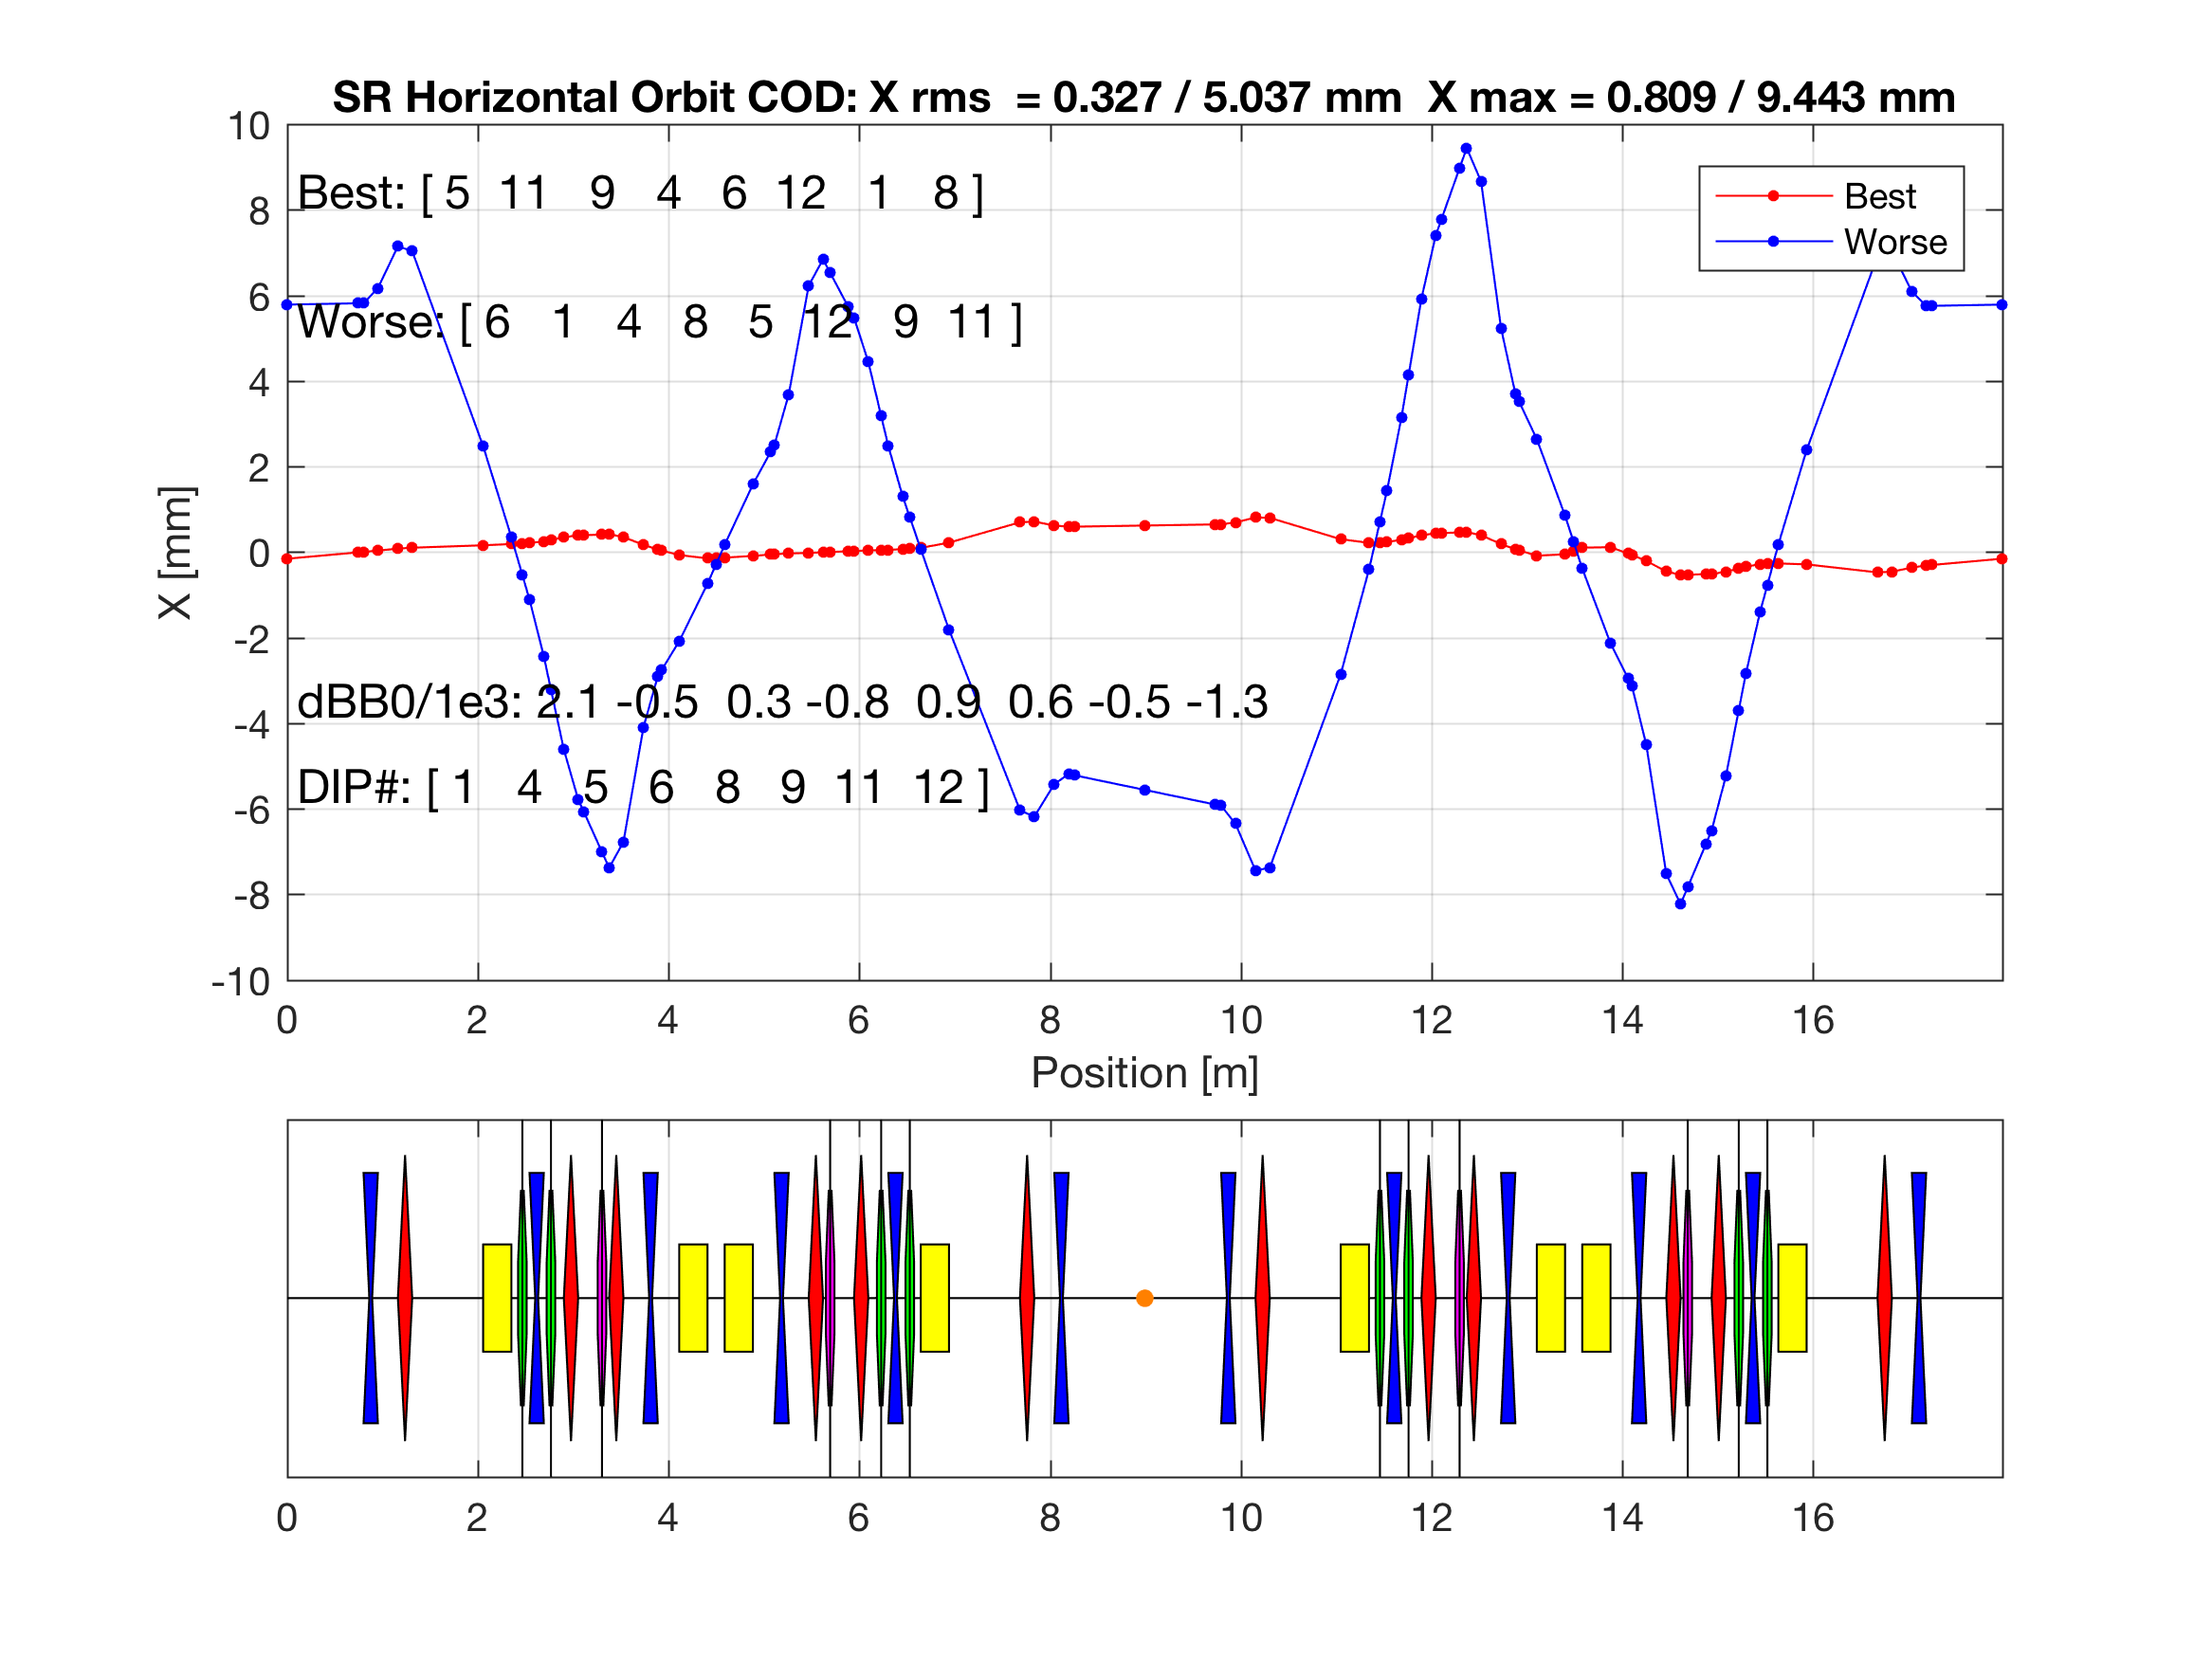 SR Horizontal Orbit COD: X rms = 0.327 / 5.037 mm X max = 0.809 / 9.443 mm
10
8
6
4
2
0
-2
-4
-6
-8
-10
X [mm]
Best: [ 5 11 9 4 6 12 1 8 ]
Worse: [ 6 1 4 8 5 12 9 11 ]
dBB0/1e3: 2.1 -0.5 0.3 -0.8 0.9 0.6 -0.5 -1.3
DIP#: [ 1 4 5 6 8 9 11 12 ]
Best
Worse
0 2 4 6 8 10 12 14 16
Position [m]
0 2 4 6 8 10 12 14 16